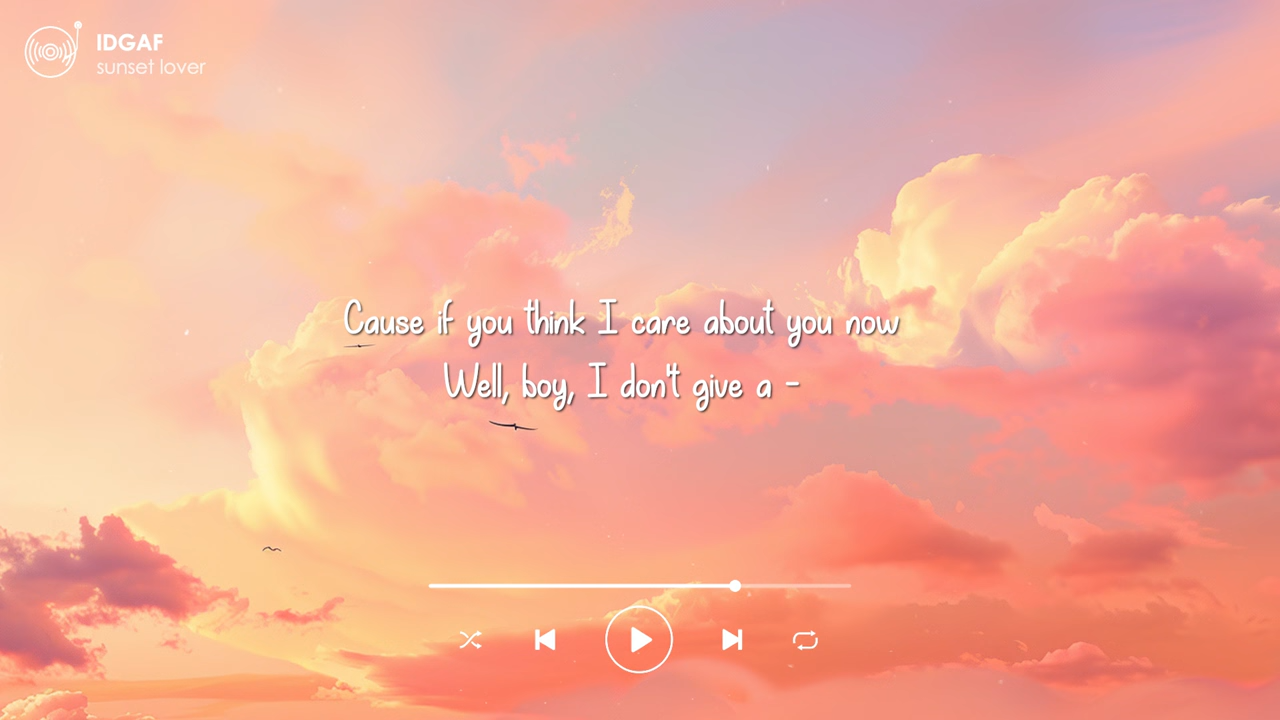 IDGAF
sunset lover
Cause if you think I care about you now
Well, boy, I don't give a -